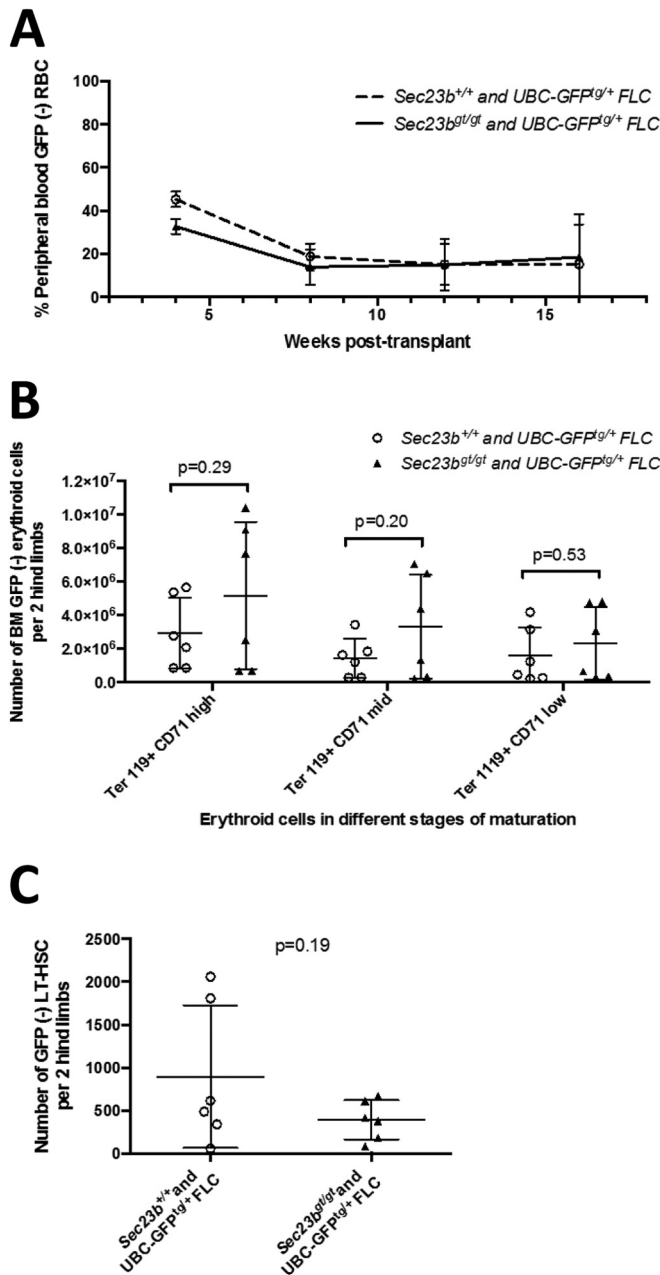 A
% Peripheral blood GFP (-) RBC
100
80
60
40
20
0
5
10
15
Weeks post-transplant
Sec23b+/+ and UBC-GFPtg/+ FLC
Sec23bgt/gt and UBC-GFPtg/+ FLC
B
Sec23b+/+ and UBC-GFPtg/+ FLC
Sec23bgt/gt and UBC-GFPtg/+ FLC
Number of BM GFP (-) erythroid cells
per 2 hind limbs
1.2×10⁷
1.0×10⁷
8.0×10⁶
6.0×10⁶
4.0×10⁶
2.0×10⁶
0.0
p=0.29
p=0.20
p=0.53
Ter 119+ CD71 high
Ter 119+ CD71 mid
Ter 1119+ CD71 low
Erythroid cells in different stages of maturation
C
Number of GFP (-) LT-HSC
per 2 hind limbs
2500
2000
1500
1000
500
0
p=0.19
Sec23b+/+ and
UBC-GFPtg/+ FLC
Sec23bgt/gt and
UBC-GFPtg/+ FLC